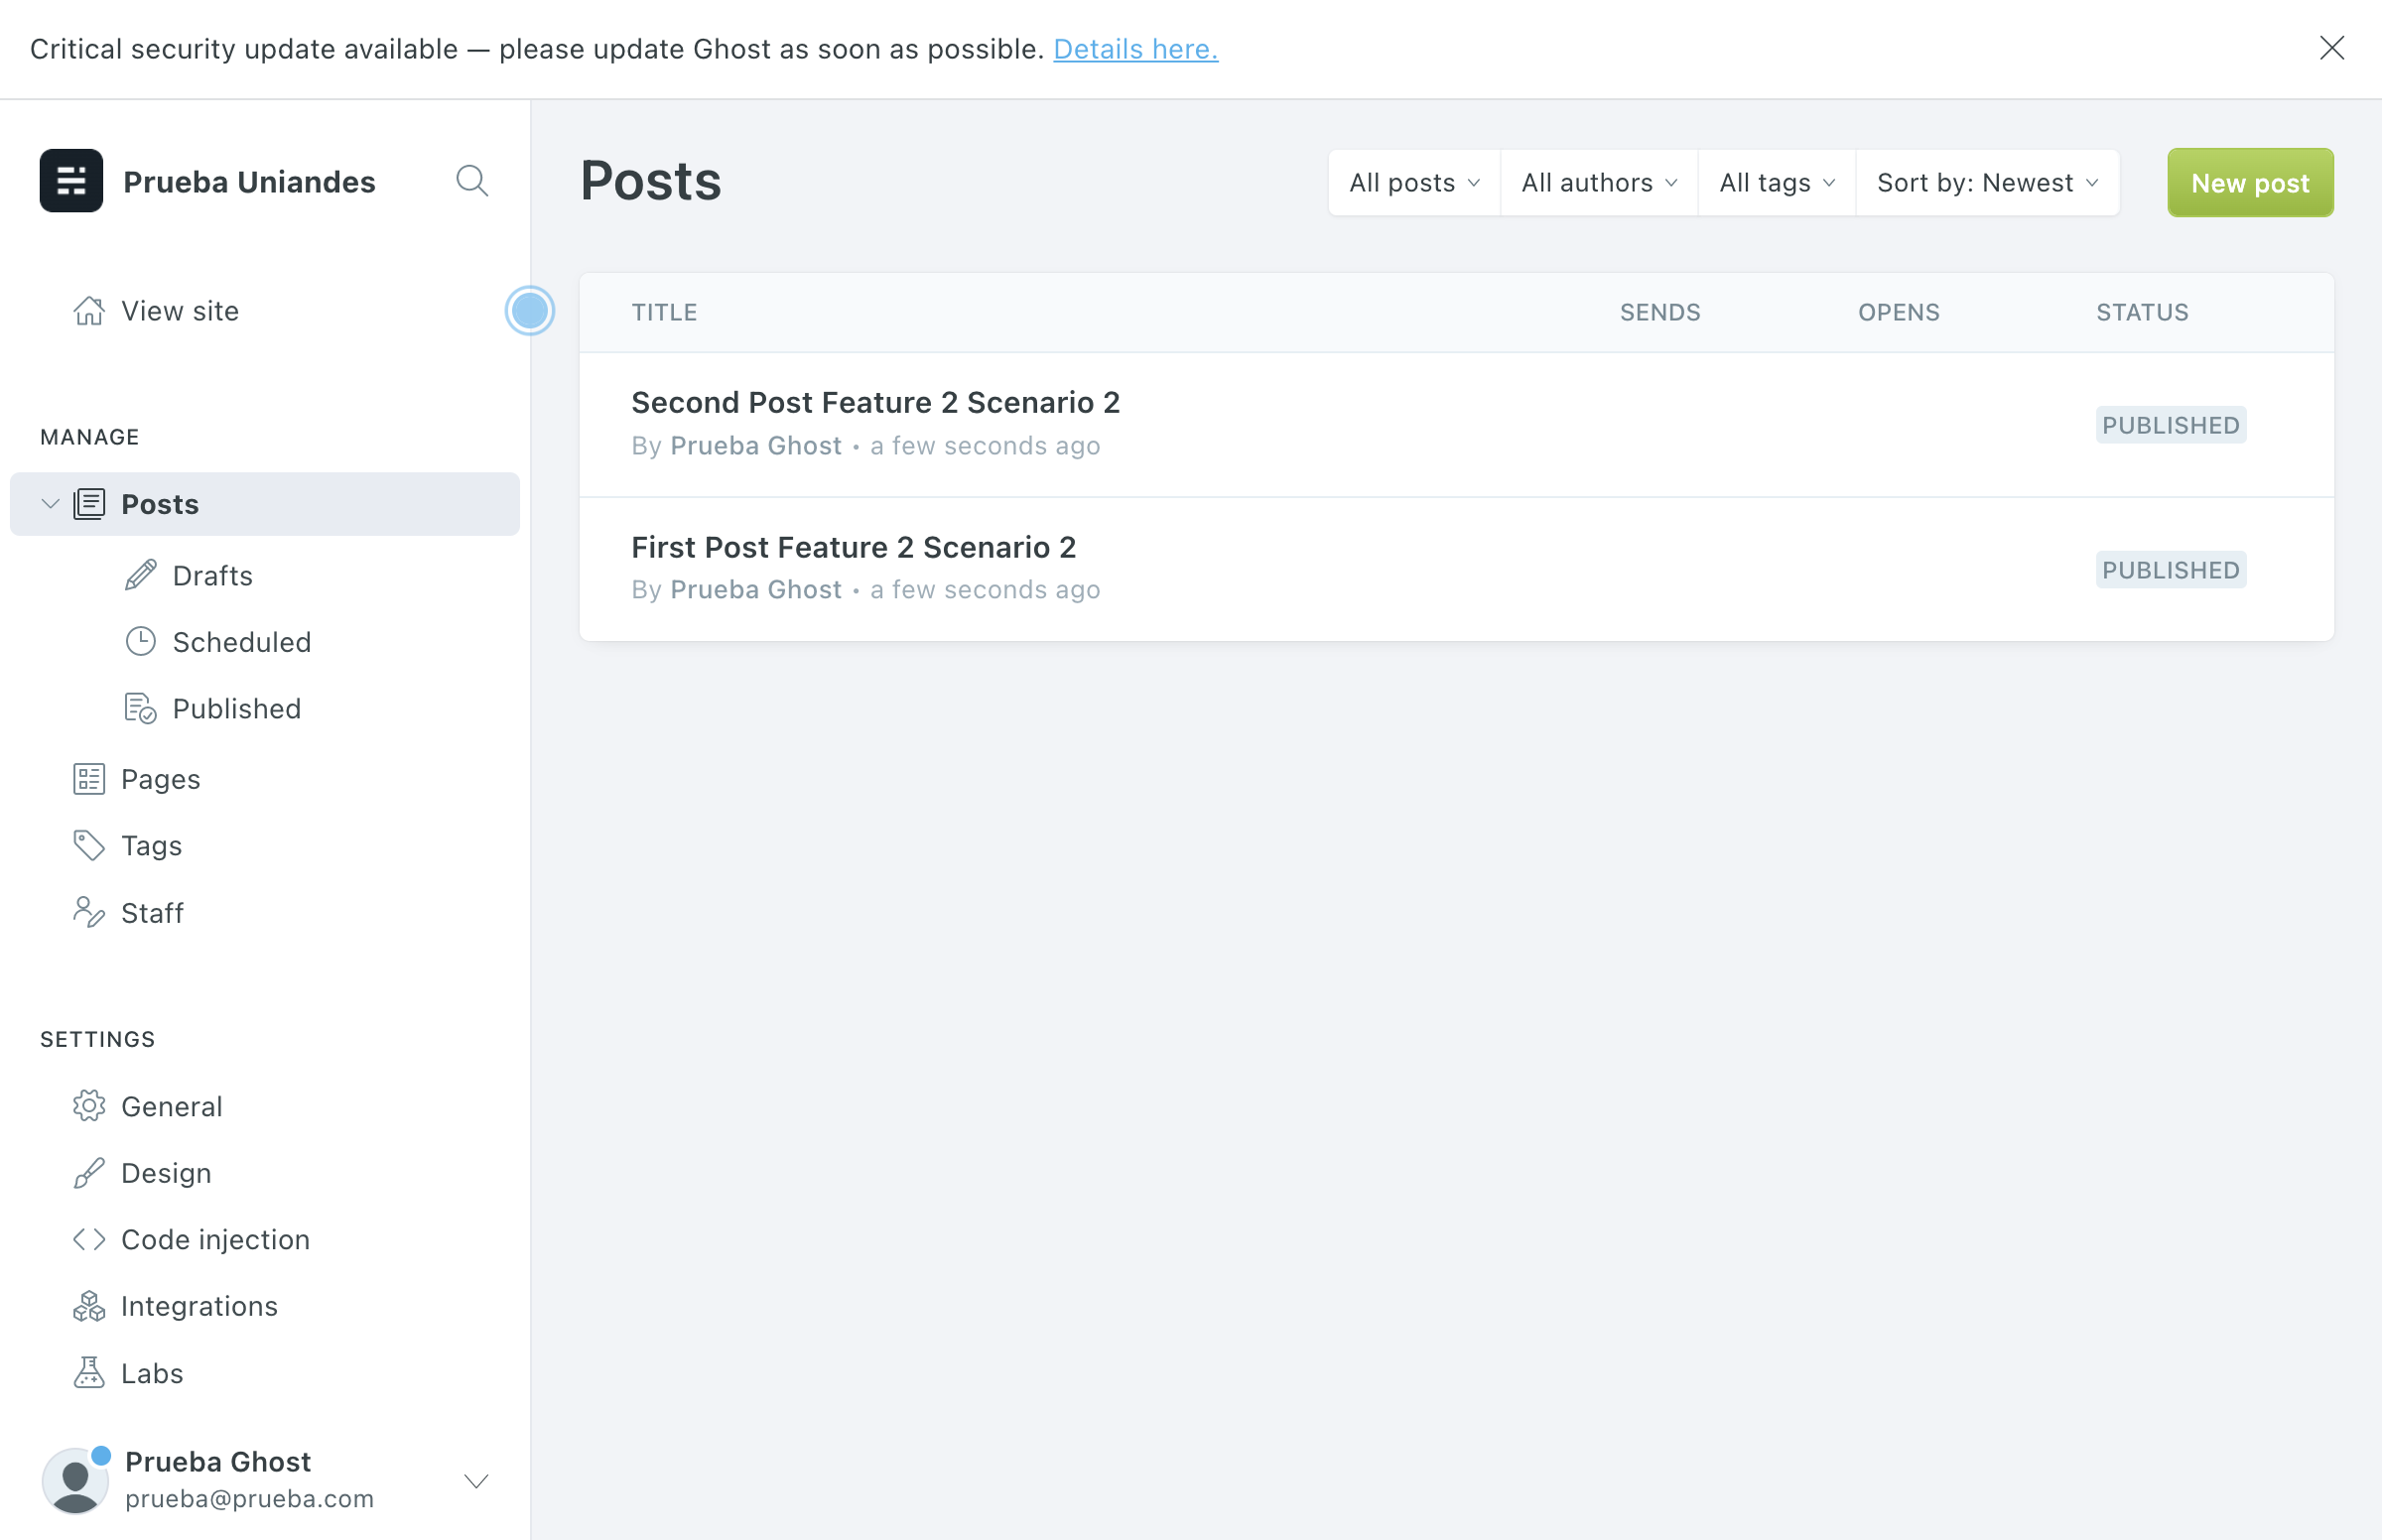 Critical security update available — please update Ghost as soon as possible. Details here.
Prueba Uniandes
View site
MANAGE
Posts
Drafts
Scheduled
Published
Pages
Tags
Staff
SETTINGS
General
Design
Code injection
Integrations
Labs
Prueba Ghost
prueba@prueba.com
Posts
All posts
All authors
All tags
Sort by: Newest
New post
TITLE SENDS OPENS STATUS
Second Post Feature 2 Scenario 2
By Prueba Ghost • a few seconds ago
PUBLISHED
First Post Feature 2 Scenario 2
By Prueba Ghost • a few seconds ago
PUBLISHED